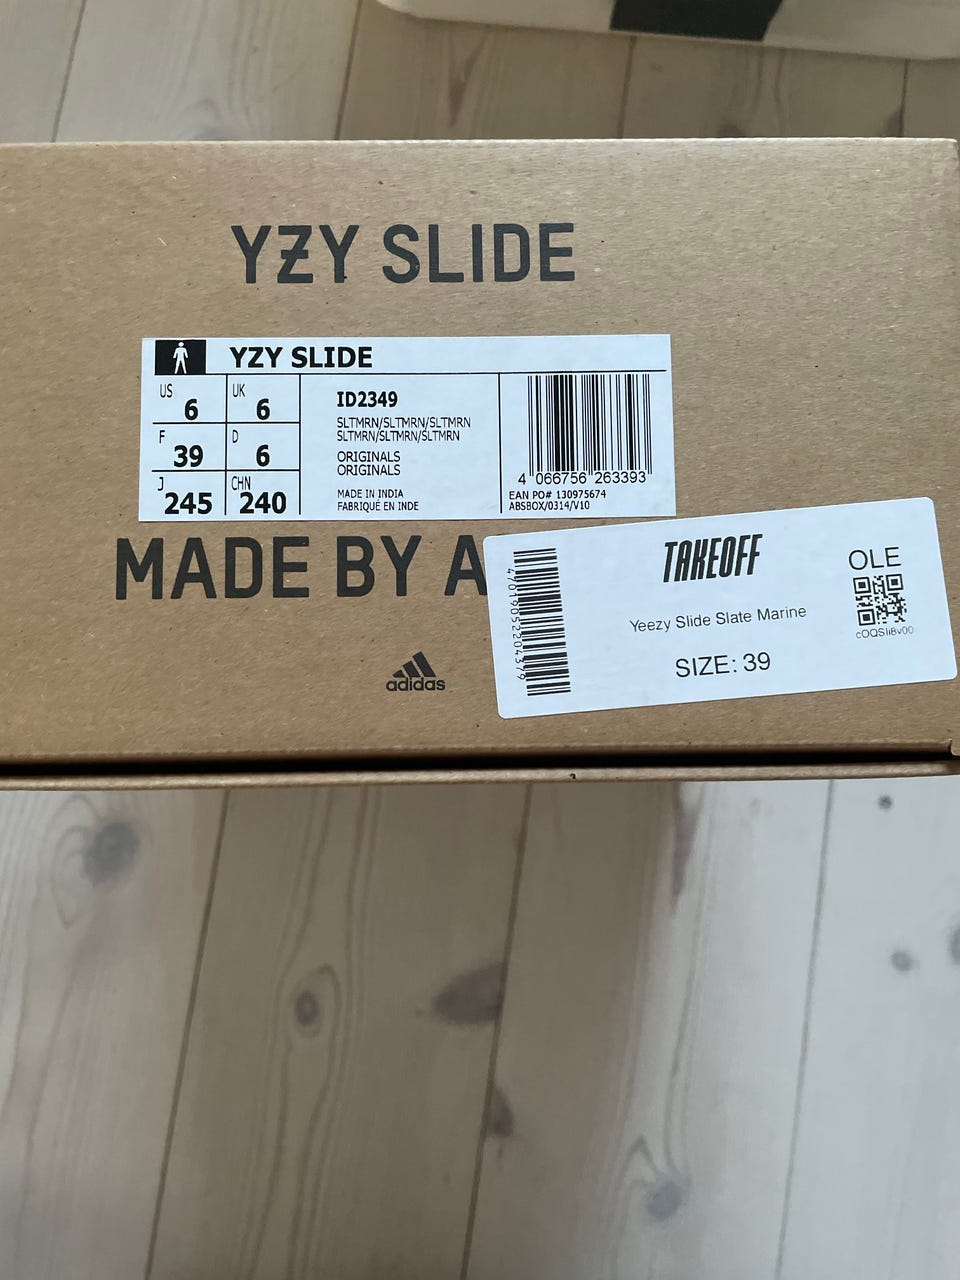 YZY SLIDE
YZY SLIDE
US 6 UK 6
F 39 D 6
J 245 CHN 240
ID2349
SLTMRN/SLTMRN/SLTMRN
SLTMRN/SLTMRN/SLTMRN
ORIGINALS
ORIGINALS
MADE IN INDIA
FABRIQUÉ EN INDE
4 066756 263393
EAN PO# 130975674
ABSBOX/0314/V10
MADE BY A
adidas
47019052204379
TAKEOFF
OLE
Yeezy Slide Slate Marine
SIZE: 39